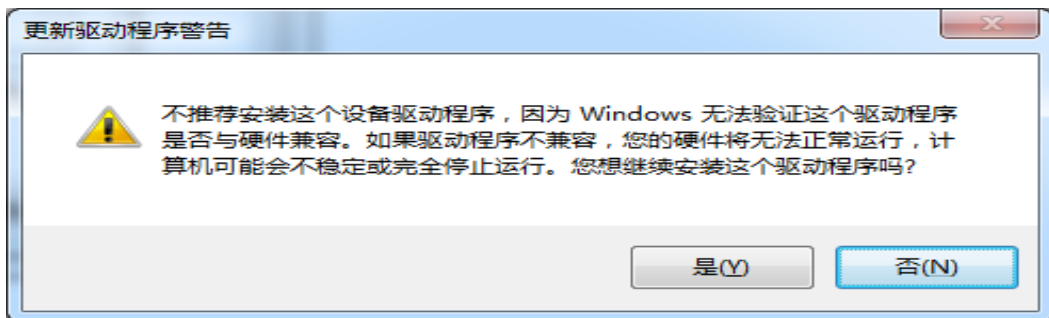 更新驱动程序警告
不推荐安装这个设备驱动程序，因为 Windows 无法验证这个驱动程序
是否与硬件兼容。如果驱动程序不兼容，您的硬件将无法正常运行，计
算机可能会不稳定或完全停止运行。您想继续安装这个驱动程序吗?
是(Y) 否(N)